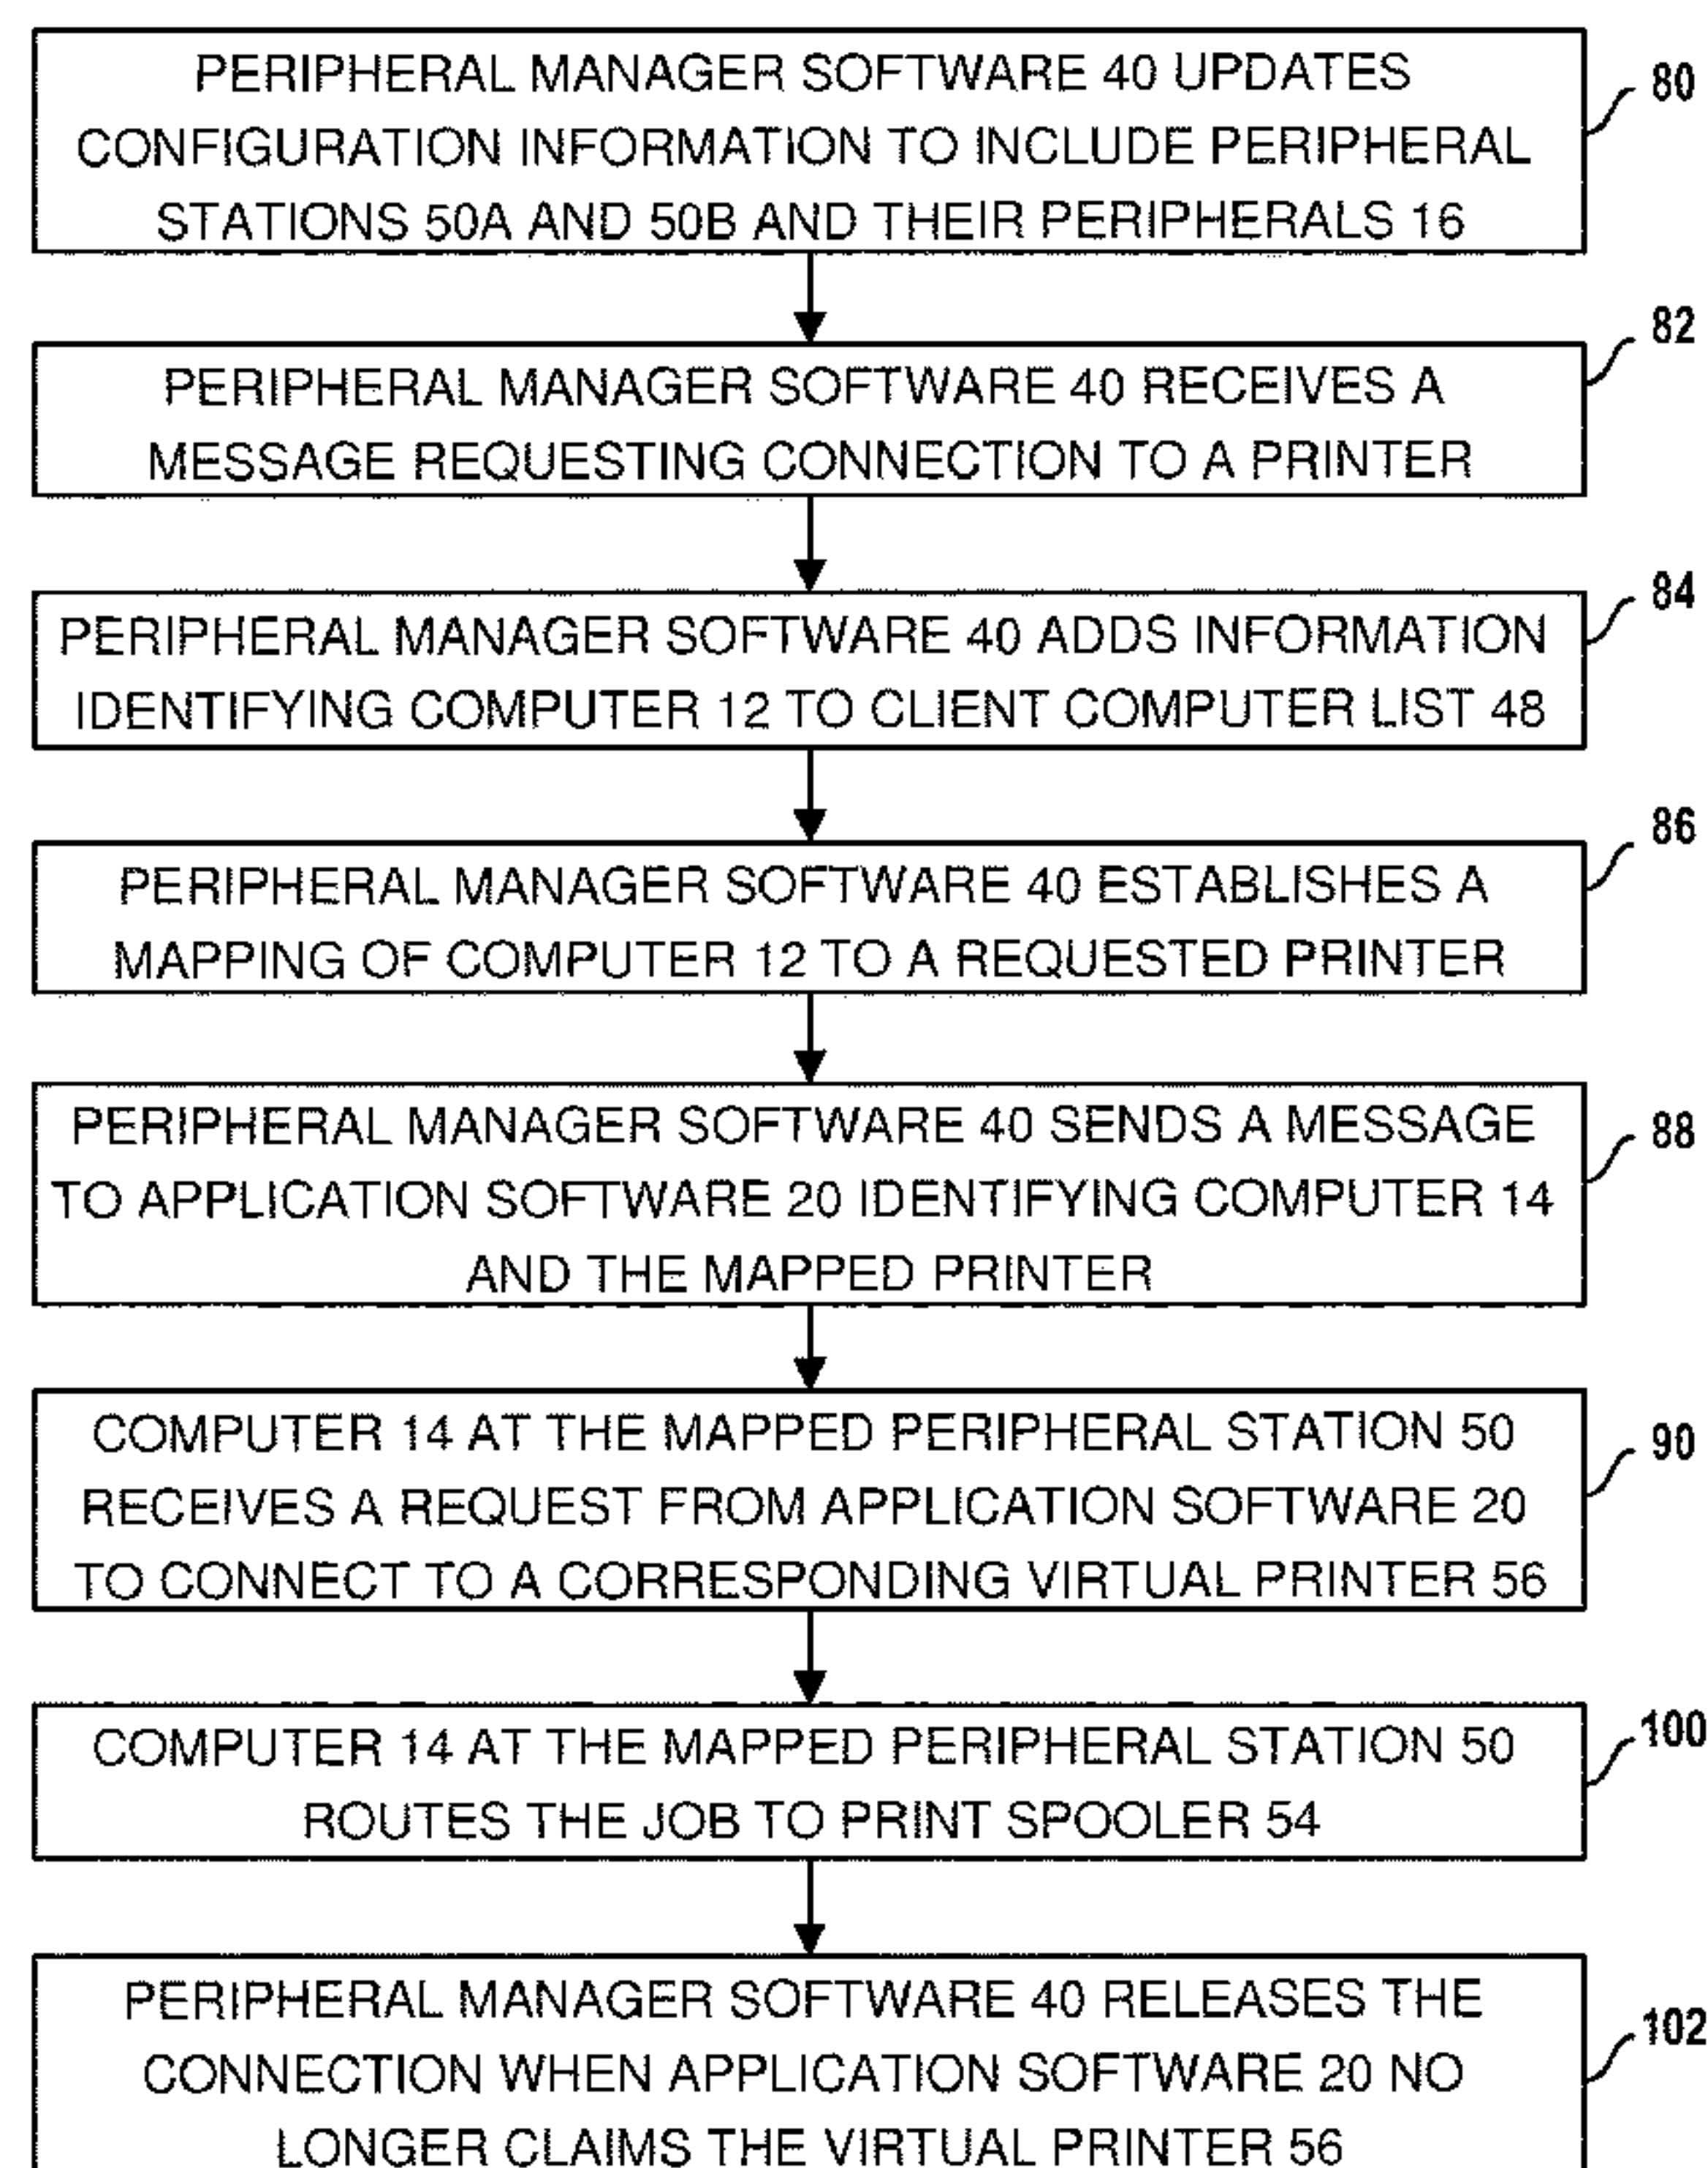 PERIPHERAL MANAGER SOFTWARE 40 UPDATES
CONFIGURATION INFORMATION TO INCLUDE PERIPHERAL
STATIONS 50A AND 50B AND THEIR PERIPHERALS 16
80
PERIPHERAL MANAGER SOFTWARE 40 RECEIVES A
MESSAGE REQUESTING CONNECTION TO A PRINTER
82
PERIPHERAL MANAGER SOFTWARE 40 ADDS INFORMATION
IDENTIFYING COMPUTER 12 TO CLIENT COMPUTER LIST 48
84
PERIPHERAL MANAGER SOFTWARE 40 ESTABLISHES A
MAPPING OF COMPUTER 12 TO A REQUESTED PRINTER
86
PERIPHERAL MANAGER SOFTWARE 40 SENDS A MESSAGE
TO APPLICATION SOFTWARE 20 IDENTIFYING COMPUTER 14
AND THE MAPPED PRINTER
88
COMPUTER 14 AT THE MAPPED PERIPHERAL STATION 50
RECEIVES A REQUEST FROM APPLICATION SOFTWARE 20
TO CONNECT TO A CORRESPONDING VIRTUAL PRINTER 56
90
COMPUTER 14 AT THE MAPPED PERIPHERAL STATION 50
ROUTES THE JOB TO PRINT SPOOLER 54
100
PERIPHERAL MANAGER SOFTWARE 40 RELEASES THE
CONNECTION WHEN APPLICATION SOFTWARE 20 NO
LONGER CLAIMS THE VIRTUAL PRINTER 56
102